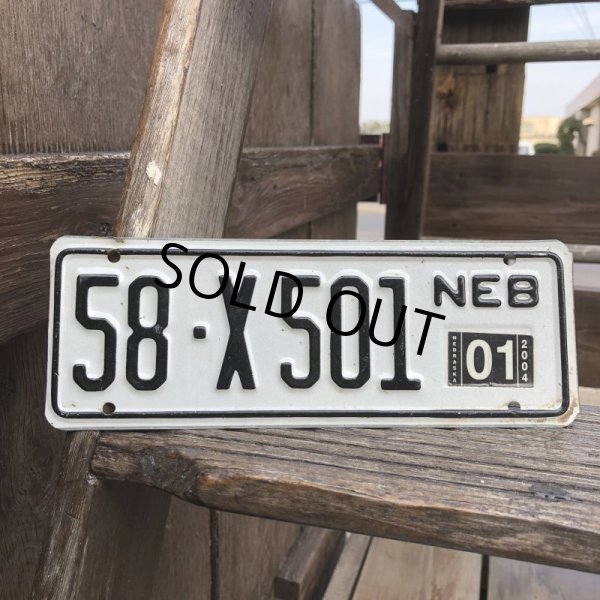 58·X501
NEB
SOLD OUT
NEBRASKA 01 2004